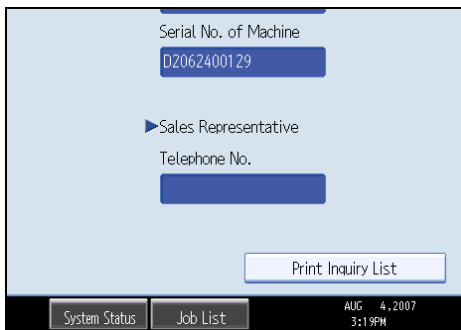 Serial No. of Machine
D2062400129
▶Sales Representative
Telephone No.
Print Inquiry List
System Status
Job List
AUG 4,2007
3:19PM